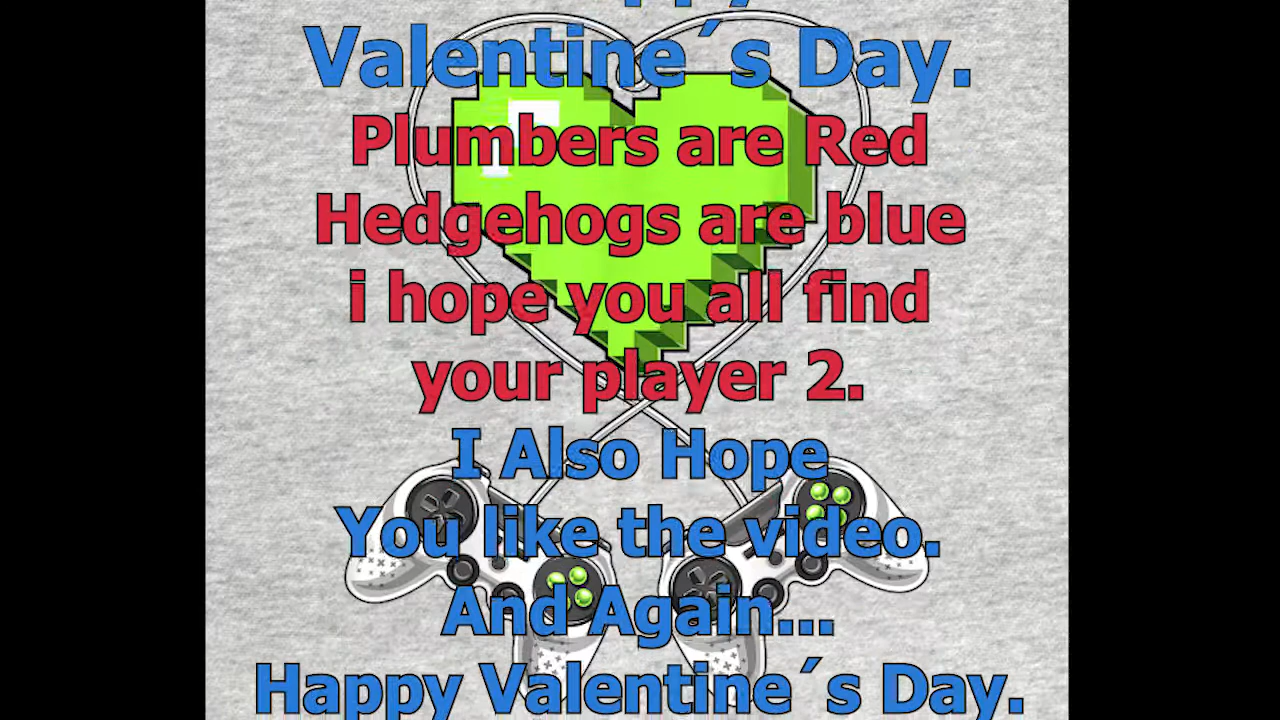 Valentine´s Day.
Plumbers are Red
Hedgehogs are blue
i hope you all find
your player 2.
I Also Hope
You like the video.
And Again...
Happy Valentine´s Day.